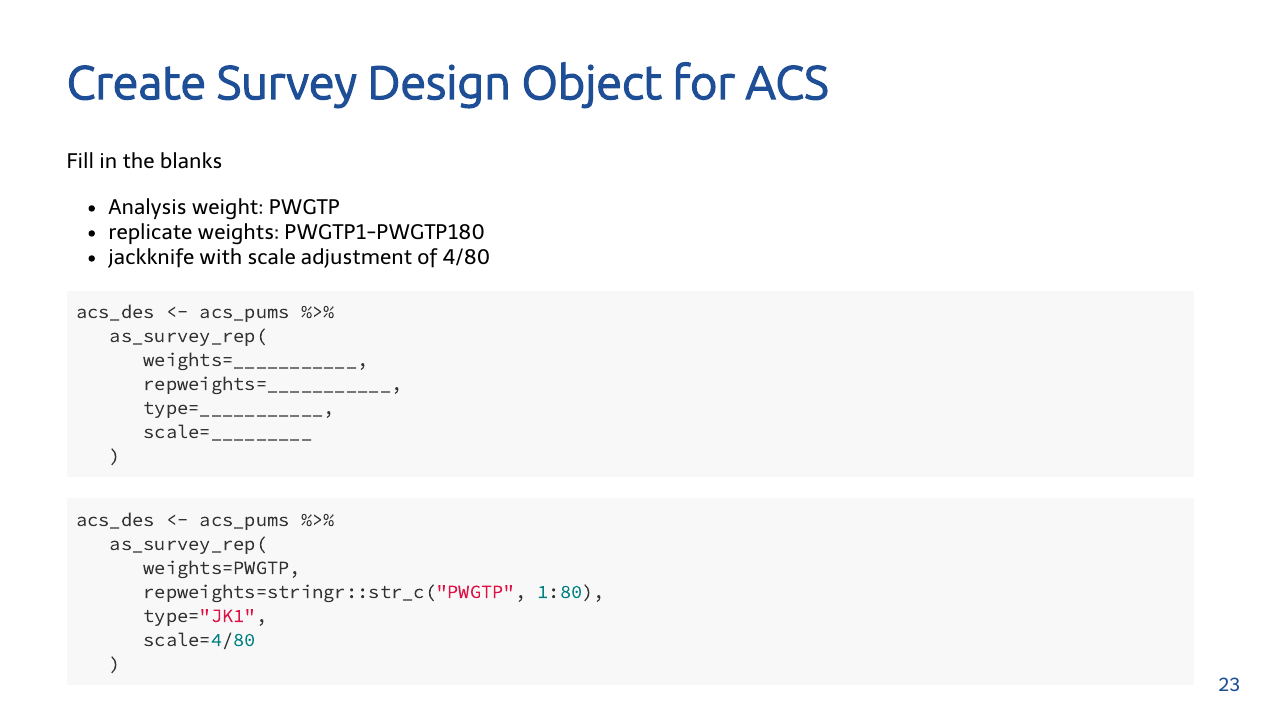 Create Survey Design Object for ACS
Fill in the blanks
• Analysis weight: PWGTP
• replicate weights: PWGTP1-PWGTP180
• jackknife with scale adjustment of 4/80
acs_des <- acs_pums %>%
   as_survey_rep(
      weights=___________,
      repweights=___________,
      type=___________,
      scale=_________
   )
acs_des <- acs_pums %>%
   as_survey_rep(
      weights=PWGTP,
      repweights=stringr::str_c("PWGTP", 1:80),
      type="JK1",
      scale=4/80
   )
23